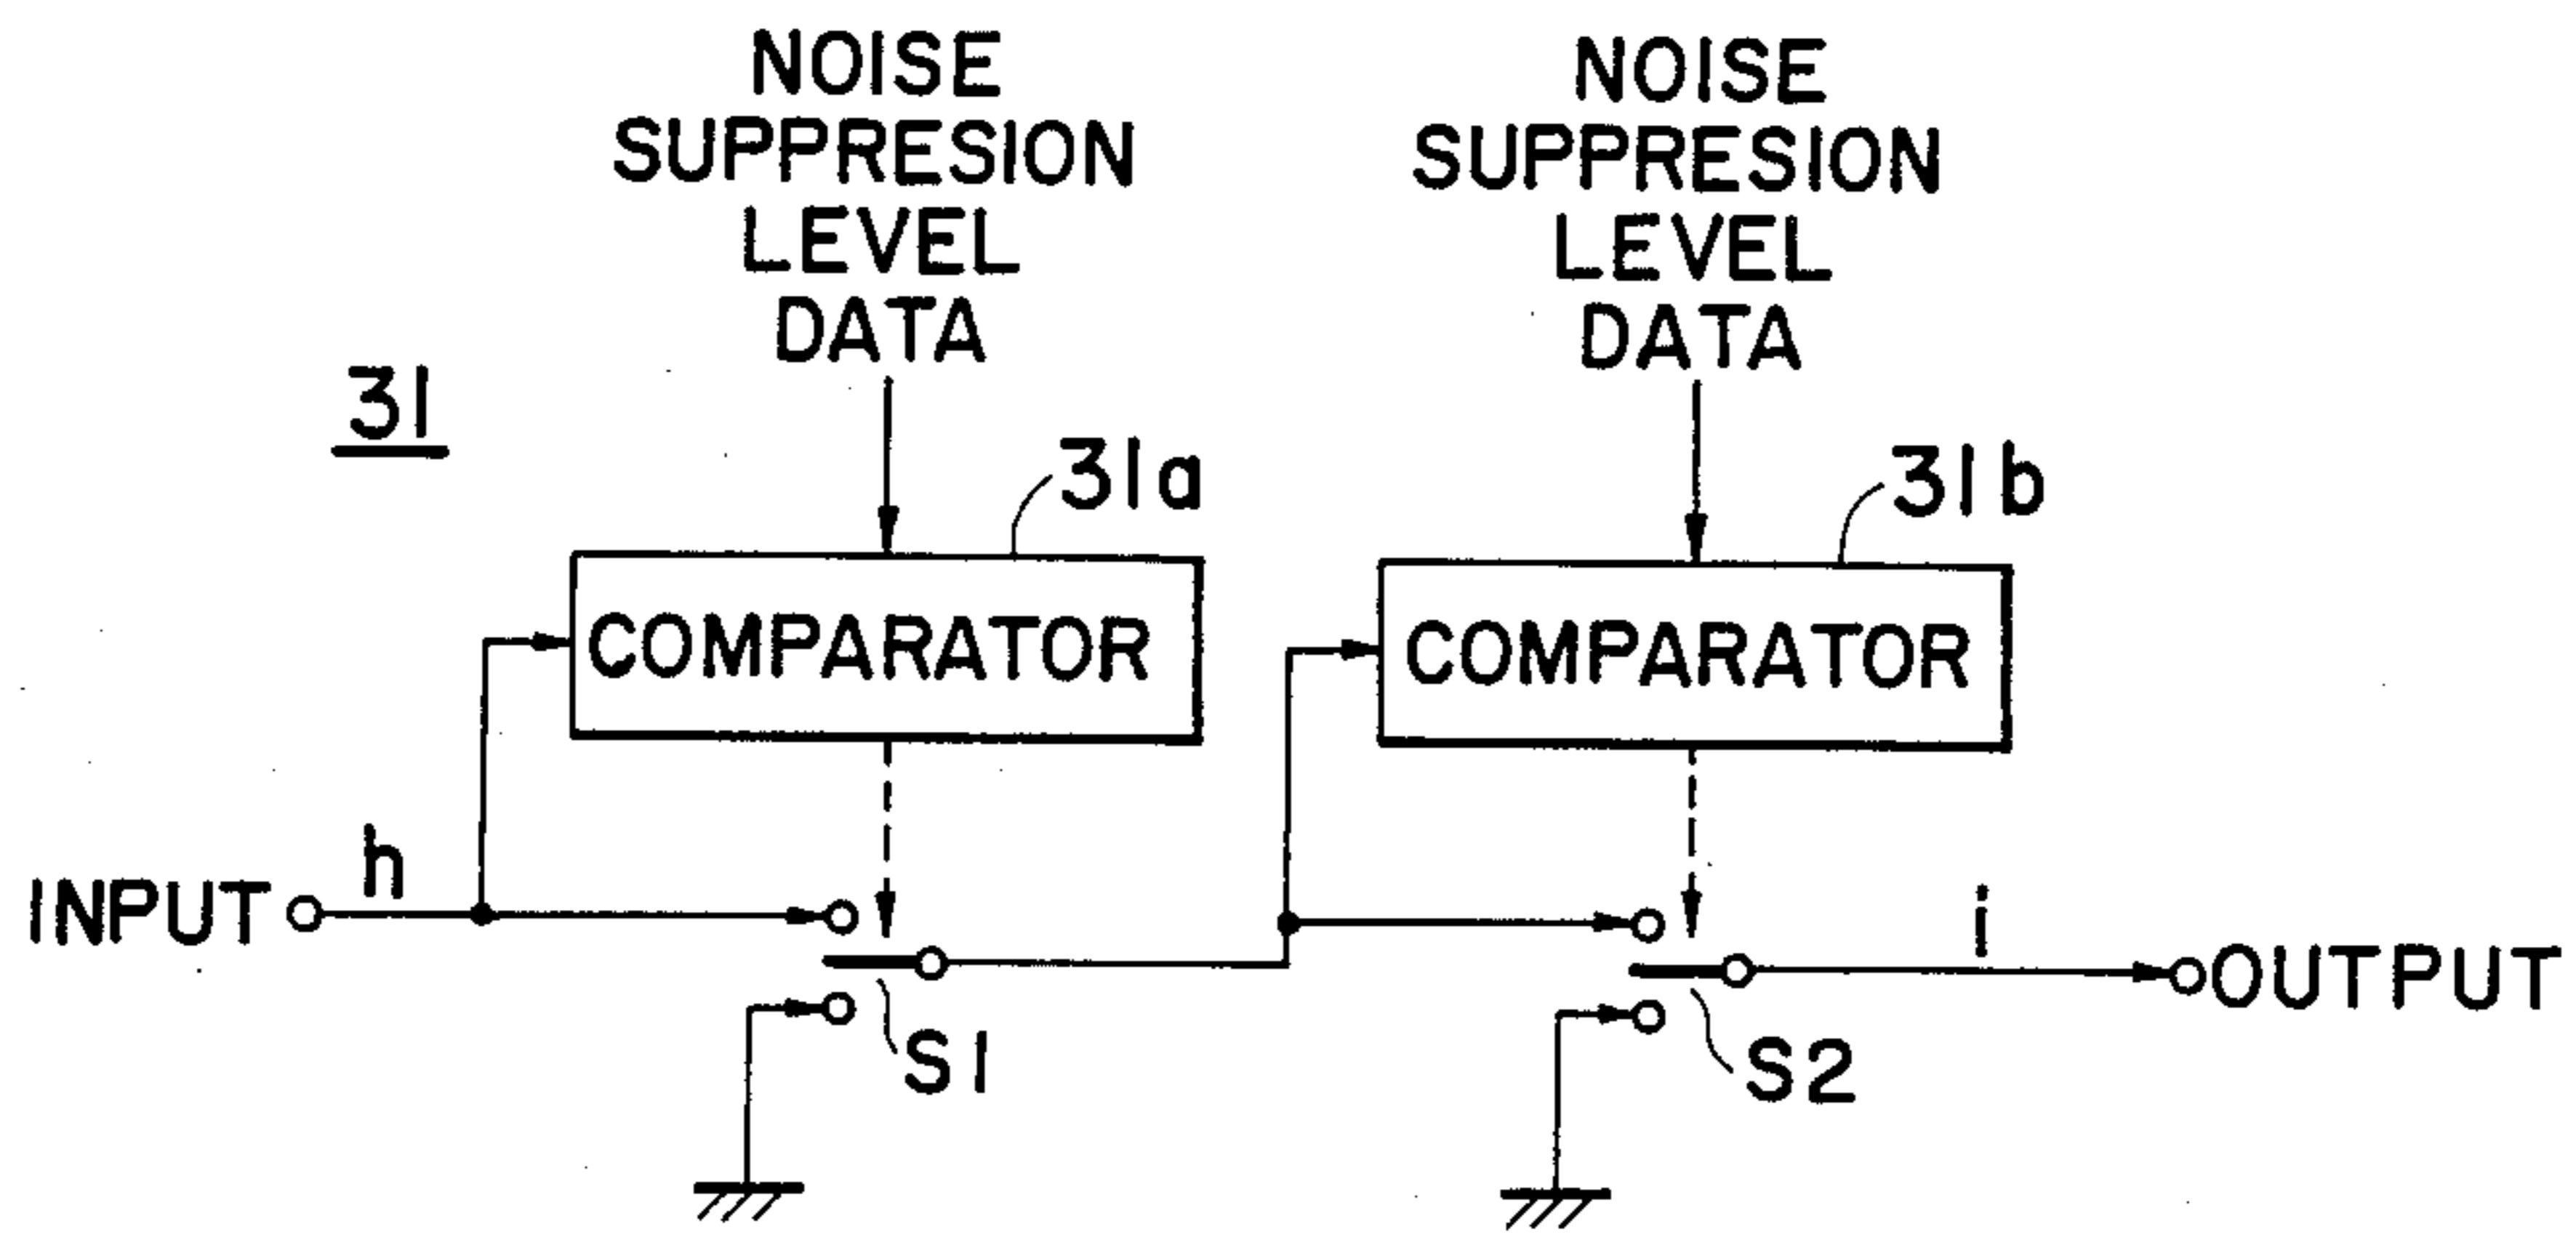 NOISE
SUPPRESION
LEVEL
DATA
NOISE
SUPPRESION
LEVEL
DATA
31
31a
31b
COMPARATOR
COMPARATOR
h
INPUT
i
OUTPUT
S1
S2